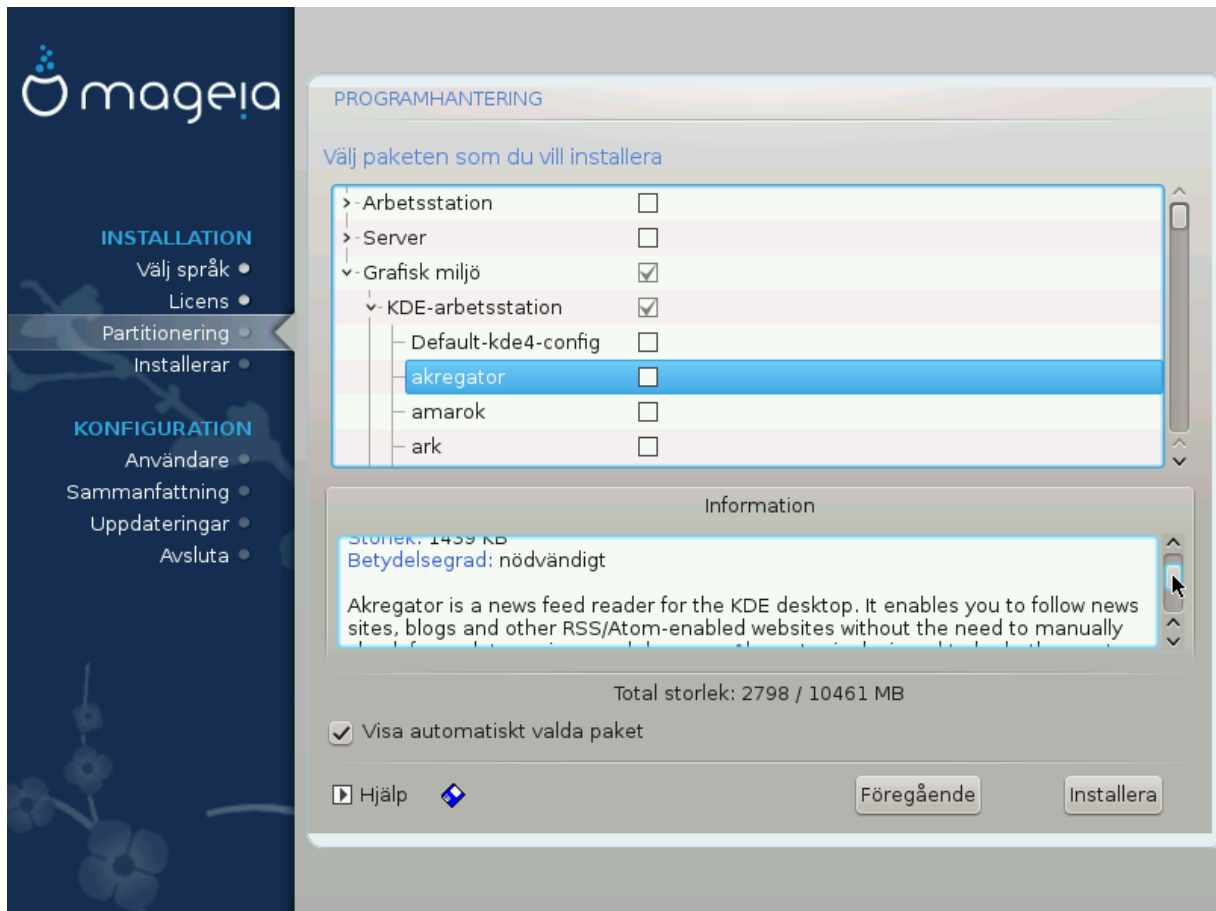 mageia
INSTALLATION
Välj språk
Licens
Partitionering
Installerar
KONFIGURATION
Användare
Sammanfattning
Uppdateringar
Avsluta
PROGRAMHANTERING
Välj paketen som du vill installera
Arbetsstation
Server
Grafisk miljö
KDE-arbetsstation
Default-kde4-config
akregator
amarok
ark
Information
Storlek: 1439 KB
Betydelsegrad: nödvändigt
Akregator is a news feed reader for the KDE desktop. It enables you to follow news
sites, blogs and other RSS/Atom-enabled websites without the need to manually
Total storlek: 2798 / 10461 MB
Visa automatiskt valda paket
Hjälp
Föregående
Installera